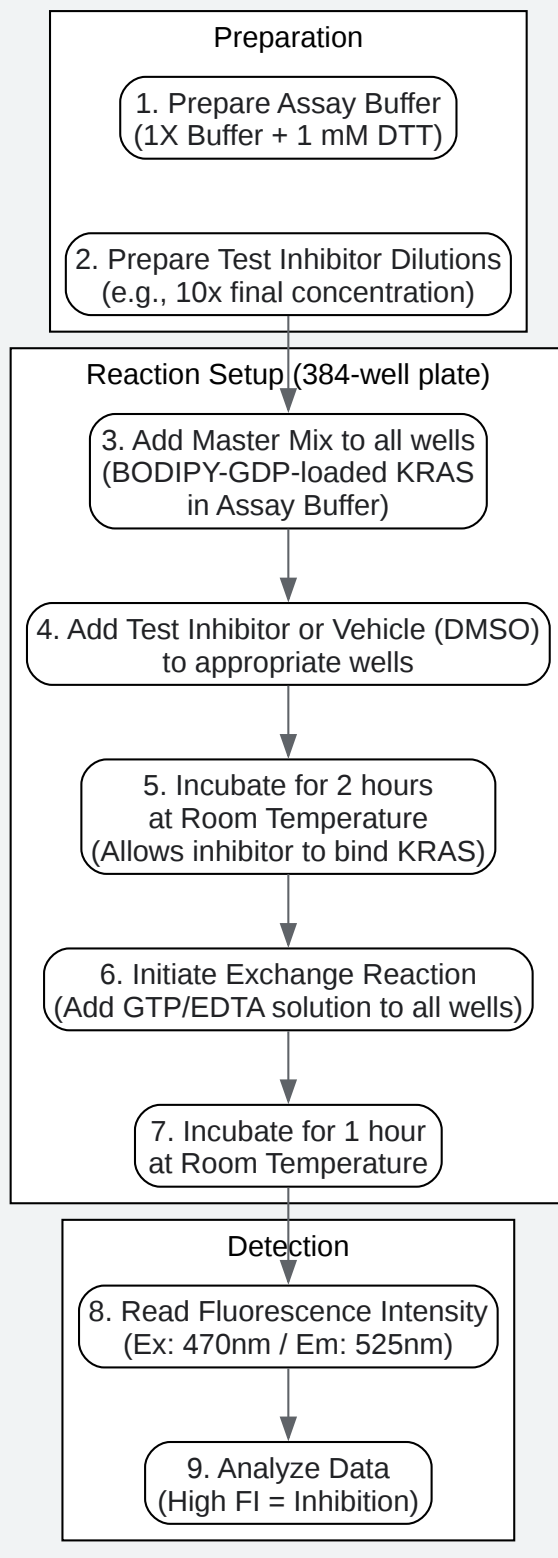 Preparation
1. Prepare Assay Buffer
(1X Buffer + 1 mM DTT)
2. Prepare Test Inhibitor Dilutions
(e.g., 10x final concentration)
Reaction Setup (384-well plate)
3. Add Master Mix to all wells
(BODIPY-GDP-loaded KRAS
in Assay Buffer)
4. Add Test Inhibitor or Vehicle (DMSO)
to appropriate wells
5. Incubate for 2 hours
at Room Temperature
(Allows inhibitor to bind KRAS)
6. Initiate Exchange Reaction
(Add GTP/EDTA solution to all wells)
7. Incubate for 1 hour
at Room Temperature
Detection
8. Read Fluorescence Intensity
(Ex: 470nm / Em: 525nm)
9. Analyze Data
(High FI = Inhibition)